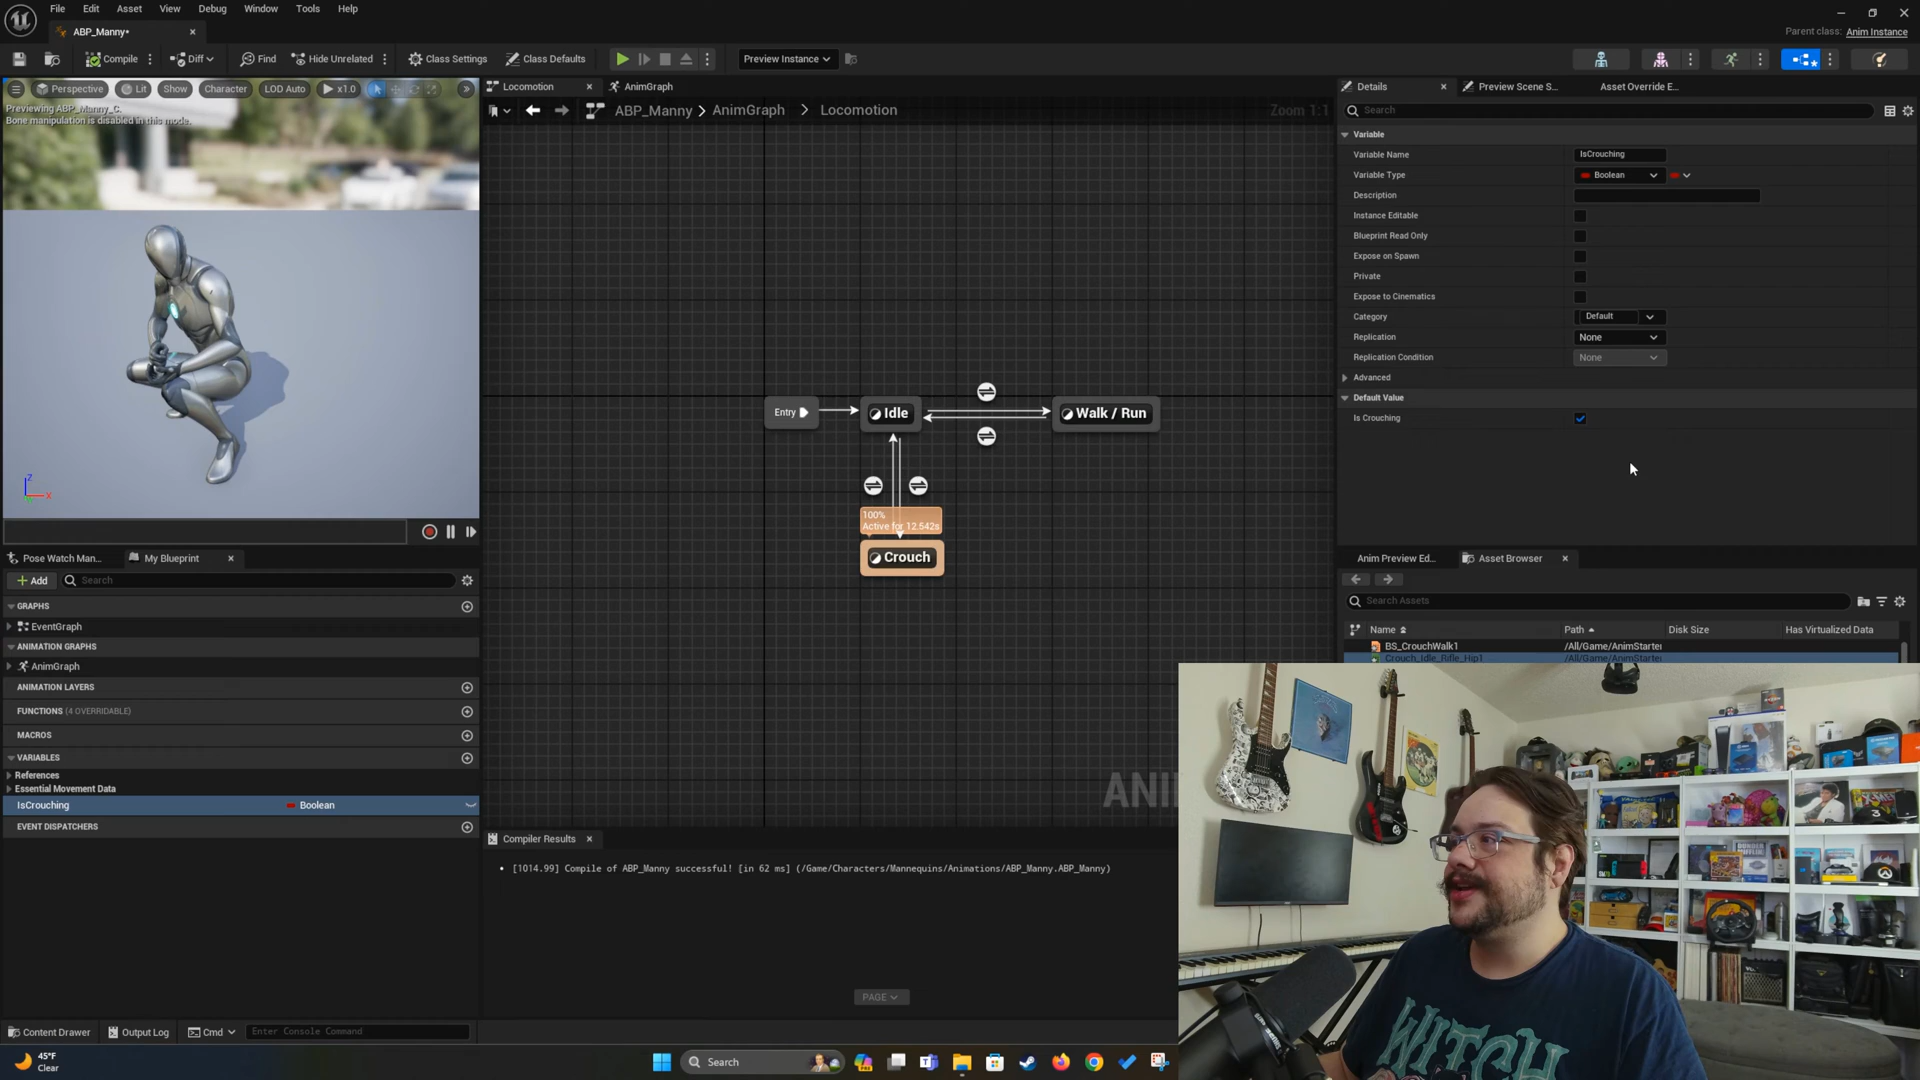 File Edit Asset View Debug Window Tools Help
ABP_Manny*
Parent class: Anim Instance
Compile Diff Find Hide Unrelated Class Settings Class Defaults Preview Instance
Perspective Lit Show Character LOD Auto x1.0
Previewing ABP_Manny_C.
Bone manipulation is disabled in this mode.
Locomotion AnimGraph
ABP_Manny > AnimGraph > Locomotion
Zoom 1:1
Entry
Idle
Walk / Run
100%
Active for 12.542s
Crouch
Details Preview Scene S... Asset Override E...
Search
Variable
Variable Name IsCrouching
Variable Type Boolean
Description
Instance Editable
Blueprint Read Only
Expose on Spawn
Private
Expose to Cinematics
Category Default
Replication None
Replication Condition None
Advanced
Default Value
Is Crouching
Pose Watch Man... My Blueprint
Add Search
GRAPHS
EventGraph
ANIMATION GRAPHS
AnimGraph
ANIMATION LAYERS
FUNCTIONS (4 OVERRIDABLE)
MACROS
VARIABLES
References
Essential Movement Data
IsCrouching Boolean
EVENT DISPATCHERS
Anim Preview Ed... Asset Browser
Search Assets
Name Path Disk Size Has Virtualized Data
BS_CrouchWalk1 /All/Game/AnimStarter
Crouch_Idle_Rifle_Hip1 /All/Game/AnimStarter
ANI
Compiler Results
[1014.99] Compile of ABP_Manny successful! [in 62 ms] (/Game/Characters/Mannequins/Animations/ABP_Manny.ABP_Manny)
PAGE
Content Drawer Output Log Cmd Enter Console Command
45°F
Clear
Search
WITCH